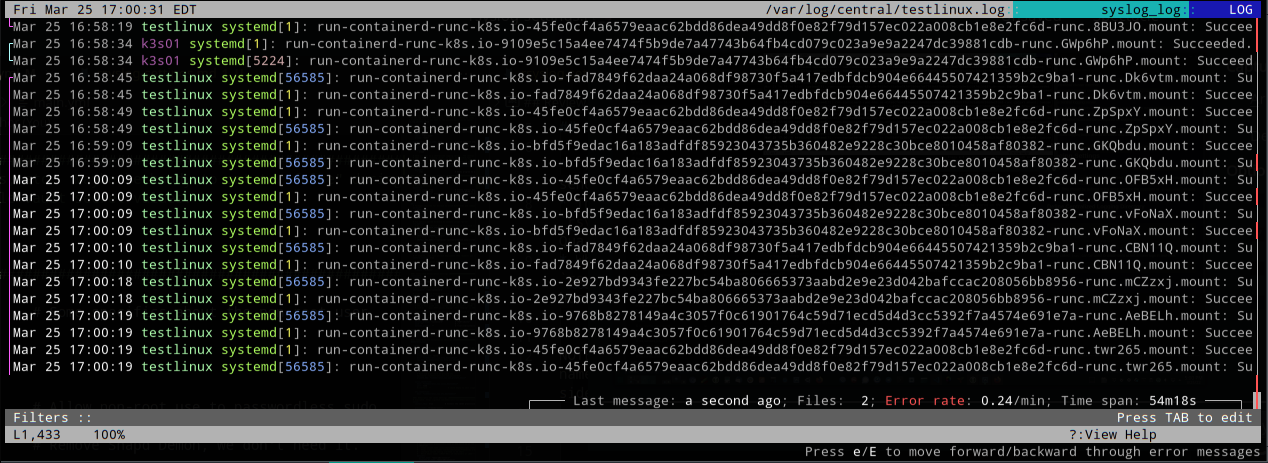 Fri Mar 25 17:00:31 EDT /var/log/central/testlinux.log: syslog_log: LOG
Mar 25 16:58:19 testlinux systemd[1]: run-containerd-runc-k8s.io-45fe0cf4a6579eaac62bdd86dea49dd8f0e82f79d157ec022a008cb1e8e2fc6d-runc.8BU3JO.mount: Succee
Mar 25 16:58:34 k3s01 systemd[1]: run-containerd-runc-k8s.io-9109e5c15a4ee7474f5b9de7a47743b64fb4cd079c023a9e9a2247dc39881cdb-runc.GWp6hP.mount: Succeeded.
Mar 25 16:58:34 k3s01 systemd[5224]: run-containerd-runc-k8s.io-9109e5c15a4ee7474f5b9de7a47743b64fb4cd079c023a9e9a2247dc39881cdb-runc.GWp6hP.mount: Succeed
Mar 25 16:58:45 testlinux systemd[56585]: run-containerd-runc-k8s.io-fad7849f62daa24a068df98730f5a417edbfdcb904e66445507421359b2c9ba1-runc.Dk6vtm.mount: Su
Mar 25 16:58:45 testlinux systemd[1]: run-containerd-runc-k8s.io-fad7849f62daa24a068df98730f5a417edbfdcb904e66445507421359b2c9ba1-runc.Dk6vtm.mount: Succee
Mar 25 16:58:49 testlinux systemd[1]: run-containerd-runc-k8s.io-45fe0cf4a6579eaac62bdd86dea49dd8f0e82f79d157ec022a008cb1e8e2fc6d-runc.ZpSpxY.mount: Succee
Mar 25 16:58:49 testlinux systemd[56585]: run-containerd-runc-k8s.io-45fe0cf4a6579eaac62bdd86dea49dd8f0e82f79d157ec022a008cb1e8e2fc6d-runc.ZpSpxY.mount: Su
Mar 25 16:59:09 testlinux systemd[1]: run-containerd-runc-k8s.io-bfd5f9edac16a183adfdf85923043735b360482e9228c30bce8010458af80382-runc.GKQbdu.mount: Succee
Mar 25 16:59:09 testlinux systemd[56585]: run-containerd-runc-k8s.io-bfd5f9edac16a183adfdf85923043735b360482e9228c30bce8010458af80382-runc.GKQbdu.mount: Su
Mar 25 17:00:09 testlinux systemd[56585]: run-containerd-runc-k8s.io-45fe0cf4a6579eaac62bdd86dea49dd8f0e82f79d157ec022a008cb1e8e2fc6d-runc.OFB5xH.mount: Su
Mar 25 17:00:09 testlinux systemd[1]: run-containerd-runc-k8s.io-45fe0cf4a6579eaac62bdd86dea49dd8f0e82f79d157ec022a008cb1e8e2fc6d-runc.OFB5xH.mount: Succee
Mar 25 17:00:09 testlinux systemd[56585]: run-containerd-runc-k8s.io-bfd5f9edac16a183adfdf85923043735b360482e9228c30bce8010458af80382-runc.vFoNaX.mount: Su
Mar 25 17:00:09 testlinux systemd[1]: run-containerd-runc-k8s.io-bfd5f9edac16a183adfdf85923043735b360482e9228c30bce8010458af80382-runc.vFoNaX.mount: Succee
Mar 25 17:00:10 testlinux systemd[56585]: run-containerd-runc-k8s.io-fad7849f62daa24a068df98730f5a417edbfdcb904e66445507421359b2c9ba1-runc.CBN11Q.mount: Su
Mar 25 17:00:10 testlinux systemd[1]: run-containerd-runc-k8s.io-fad7849f62daa24a068df98730f5a417edbfdcb904e66445507421359b2c9ba1-runc.CBN11Q.mount: Succee
Mar 25 17:00:18 testlinux systemd[56585]: run-containerd-runc-k8s.io-2e927bd9343fe227bc54ba806665373aabd2e9e23d042bafccac208056bb8956-runc.mCZzxj.mount: Su
Mar 25 17:00:18 testlinux systemd[1]: run-containerd-runc-k8s.io-2e927bd9343fe227bc54ba806665373aabd2e9e23d042bafccac208056bb8956-runc.mCZzxj.mount: Succee
Mar 25 17:00:19 testlinux systemd[56585]: run-containerd-runc-k8s.io-9768b8278149a4c3057f0c61901764c59d71ecd5d4d3cc5392f7a4574e691e7a-runc.AeBELh.mount: Su
Mar 25 17:00:19 testlinux systemd[1]: run-containerd-runc-k8s.io-9768b8278149a4c3057f0c61901764c59d71ecd5d4d3cc5392f7a4574e691e7a-runc.AeBELh.mount: Succee
Mar 25 17:00:19 testlinux systemd[1]: run-containerd-runc-k8s.io-45fe0cf4a6579eaac62bdd86dea49dd8f0e82f79d157ec022a008cb1e8e2fc6d-runc.twr265.mount: Succee
Mar 25 17:00:19 testlinux systemd[56585]: run-containerd-runc-k8s.io-45fe0cf4a6579eaac62bdd86dea49dd8f0e82f79d157ec022a008cb1e8e2fc6d-runc.twr265.mount: Su
Last message: a second ago; Files: 2; Error rate: 0.24/min; Time span: 54m18s
Filters :: Press TAB to edit
L1,433 100% ?:View Help
Press e/E to move forward/backward through error messages